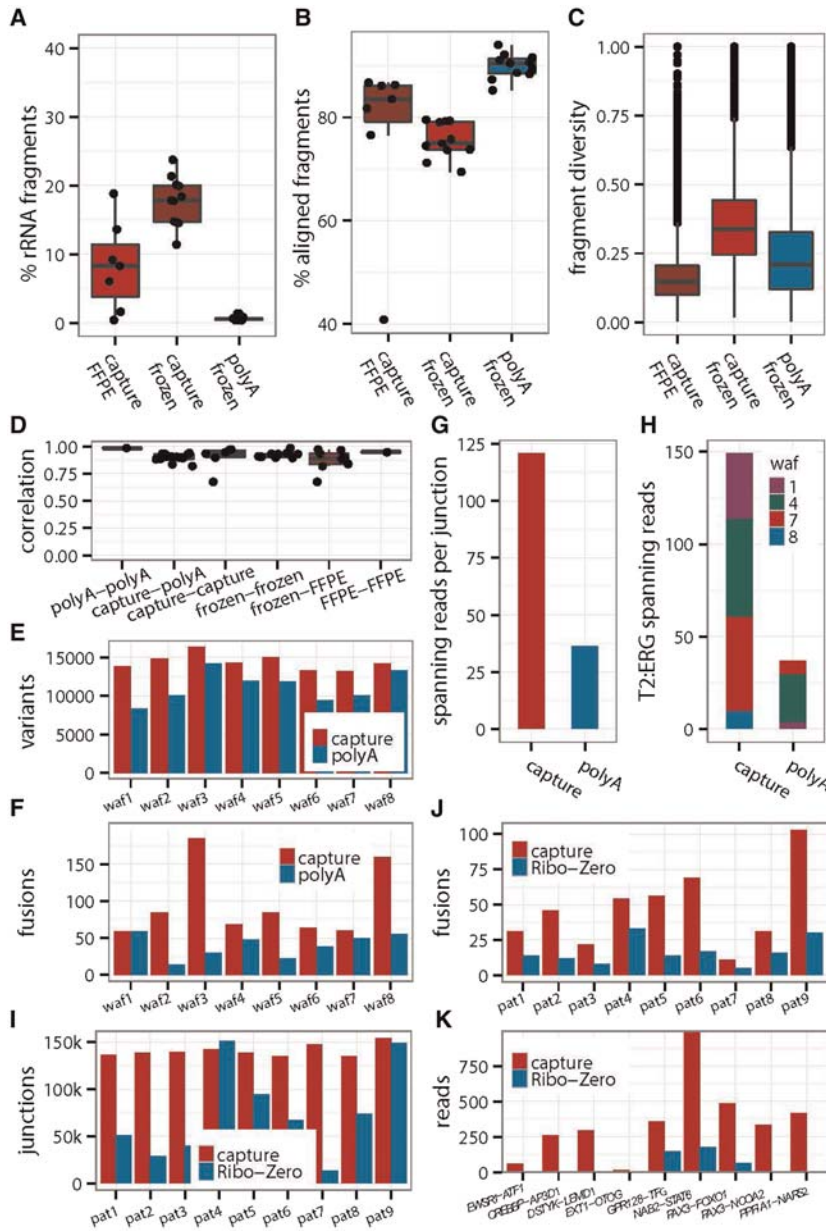 A
% rRNA fragments
40
30
20
10
0
capture FFPE
capture frozen
polyA frozen
B
% aligned fragments
80
60
40
capture FFPE
capture frozen
polyA frozen
C
fragment diversity
1.00
0.75
0.50
0.25
0.00
capture FFPE
capture frozen
polyA frozen
D
correlation
1.00
0.75
0.50
0.25
0.00
polyA-polyA
capture-polyA
capture-capture
frozen-frozen
frozen-FFPE
FFPE-FFPE
G
spanning reads per junction
125
100
75
50
25
0
capture
polyA
H
T2:ERG spanning reads
150
100
50
0
waf
1
4
7
8
capture
polyA
E
variants
15000
10000
5000
0
capture
polyA
waf1 waf2 waf3 waf4 waf5 waf6 waf7 waf8
F
fusions
150
100
50
0
capture
polyA
waf1 waf2 waf3 waf4 waf5 waf6 waf7 waf8
J
fusions
100
75
50
25
0
capture
Ribo-Zero
pat1 pat2 pat3 pat4 pat5 pat6 pat7 pat8 pat9
I
junctions
150k
100k
50k
0
capture
Ribo-Zero
pat1 pat2 pat3 pat4 pat5 pat6 pat7 pat8 pat9
K
reads
750
500
250
0
capture
Ribo-Zero
EWSR1-ATF1
CREBBP-AP3D1
DSTYK-LEMD1
EXT1-OTOG
GPR128-TFG
NAB2-STAT6
PAX3-FOXO1
PAX3-NCOA2